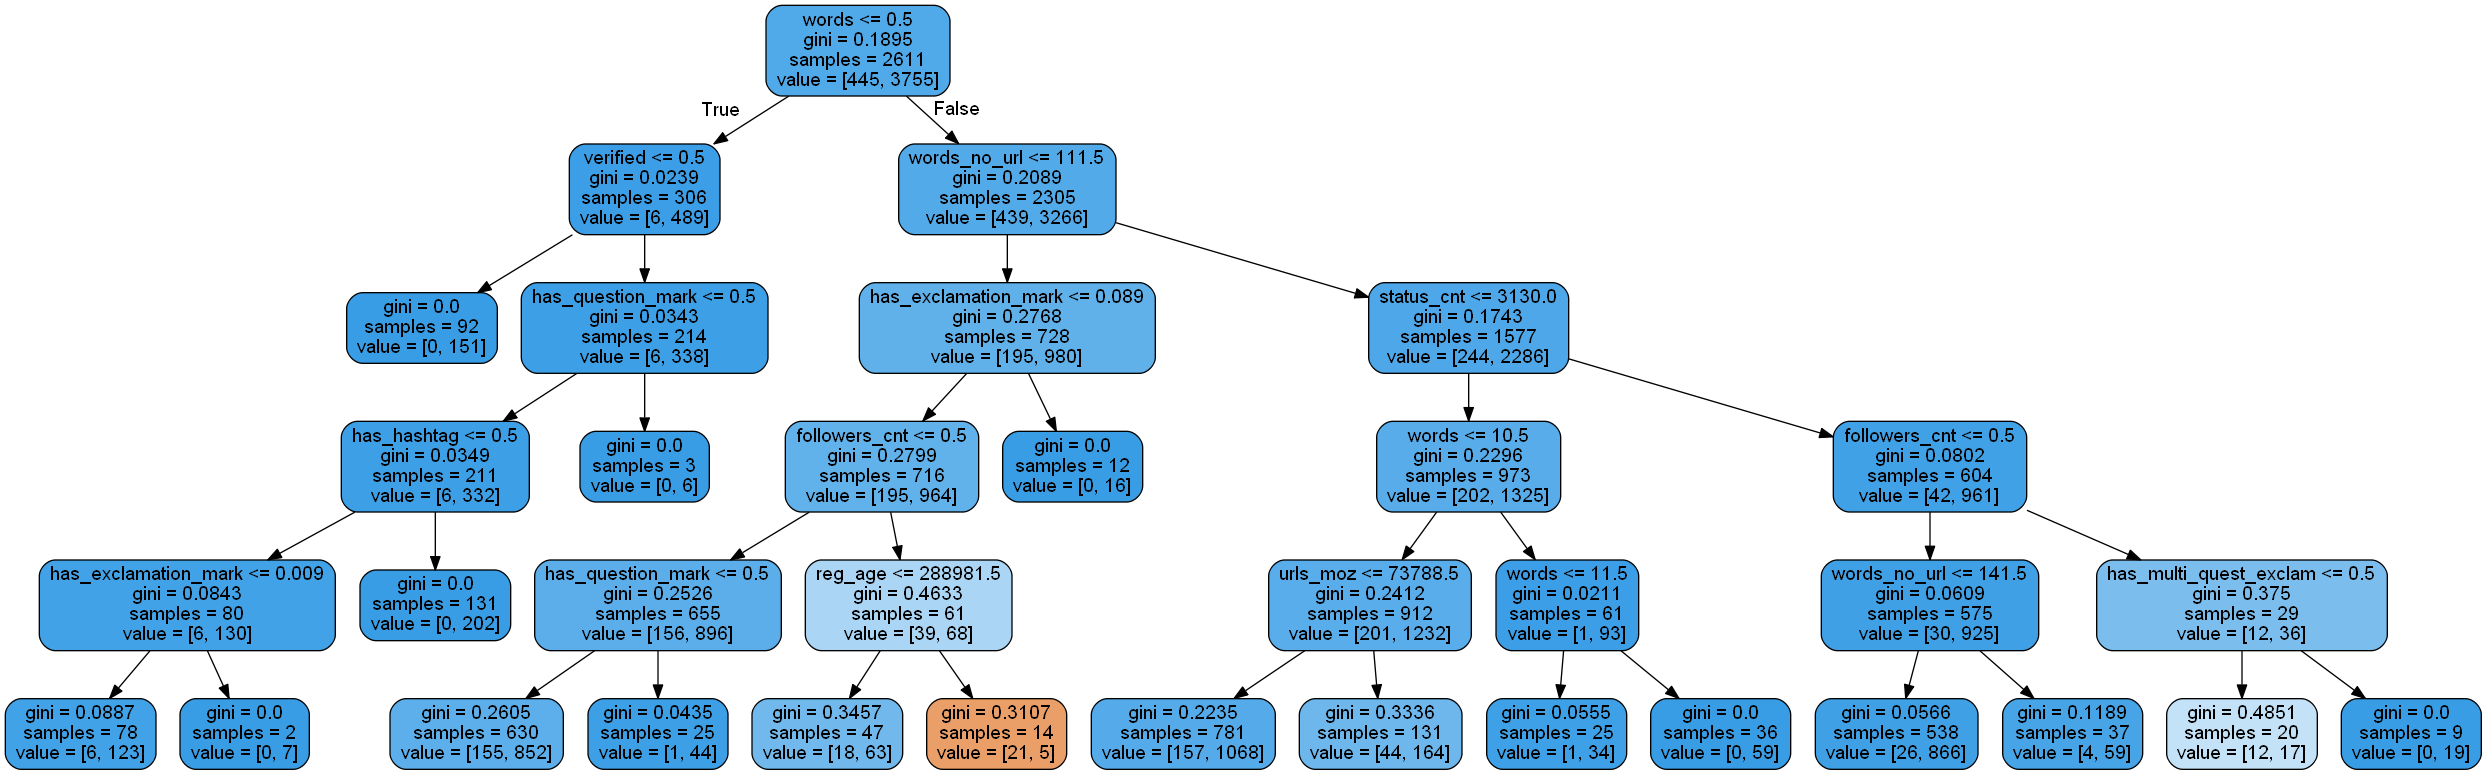 words <= 0.5
gini = 0.1895
samples = 2611
value = [445, 3755]
True
False
verified <= 0.5
gini = 0.0239
samples = 306
value = [6, 489]
words_no_url <= 111.5
gini = 0.2089
samples = 2305
value = [439, 3266]
gini = 0.0
samples = 92
value = [0, 151]
has_question_mark <= 0.5
gini = 0.0343
samples = 214
value = [6, 338]
has_exclamation_mark <= 0.089
gini = 0.2768
samples = 728
value = [195, 980]
status_cnt <= 3130.0
gini = 0.1743
samples = 1577
value = [244, 2286]
has_hashtag <= 0.5
gini = 0.0349
samples = 211
value = [6, 332]
gini = 0.0
samples = 3
value = [0, 6]
followers_cnt <= 0.5
gini = 0.2799
samples = 716
value = [195, 964]
gini = 0.0
samples = 12
value = [0, 16]
words <= 10.5
gini = 0.2296
samples = 973
value = [202, 1325]
followers_cnt <= 0.5
gini = 0.0802
samples = 604
value = [42, 961]
has_exclamation_mark <= 0.009
gini = 0.0843
samples = 80
value = [6, 130]
gini = 0.0
samples = 131
value = [0, 202]
has_question_mark <= 0.5
gini = 0.2526
samples = 655
value = [156, 896]
reg_age <= 288981.5
gini = 0.4633
samples = 61
value = [39, 68]
urls_moz <= 73788.5
gini = 0.2412
samples = 912
value = [201, 1232]
words <= 11.5
gini = 0.0211
samples = 61
value = [1, 93]
words_no_url <= 141.5
gini = 0.0609
samples = 575
value = [30, 925]
has_multi_quest_exclam <= 0.5
gini = 0.375
samples = 29
value = [12, 36]
gini = 0.0887
samples = 78
value = [6, 123]
gini = 0.0
samples = 2
value = [0, 7]
gini = 0.2605
samples = 630
value = [155, 852]
gini = 0.0435
samples = 25
value = [1, 44]
gini = 0.3457
samples = 47
value = [18, 63]
gini = 0.3107
samples = 14
value = [21, 5]
gini = 0.2235
samples = 781
value = [157, 1068]
gini = 0.3336
samples = 131
value = [44, 164]
gini = 0.0555
samples = 25
value = [1, 34]
gini = 0.0
samples = 36
value = [0, 59]
gini = 0.0566
samples = 538
value = [26, 866]
gini = 0.1189
samples = 37
value = [4, 59]
gini = 0.4851
samples = 20
value = [12, 17]
gini = 0.0
samples = 9
value = [0, 19]